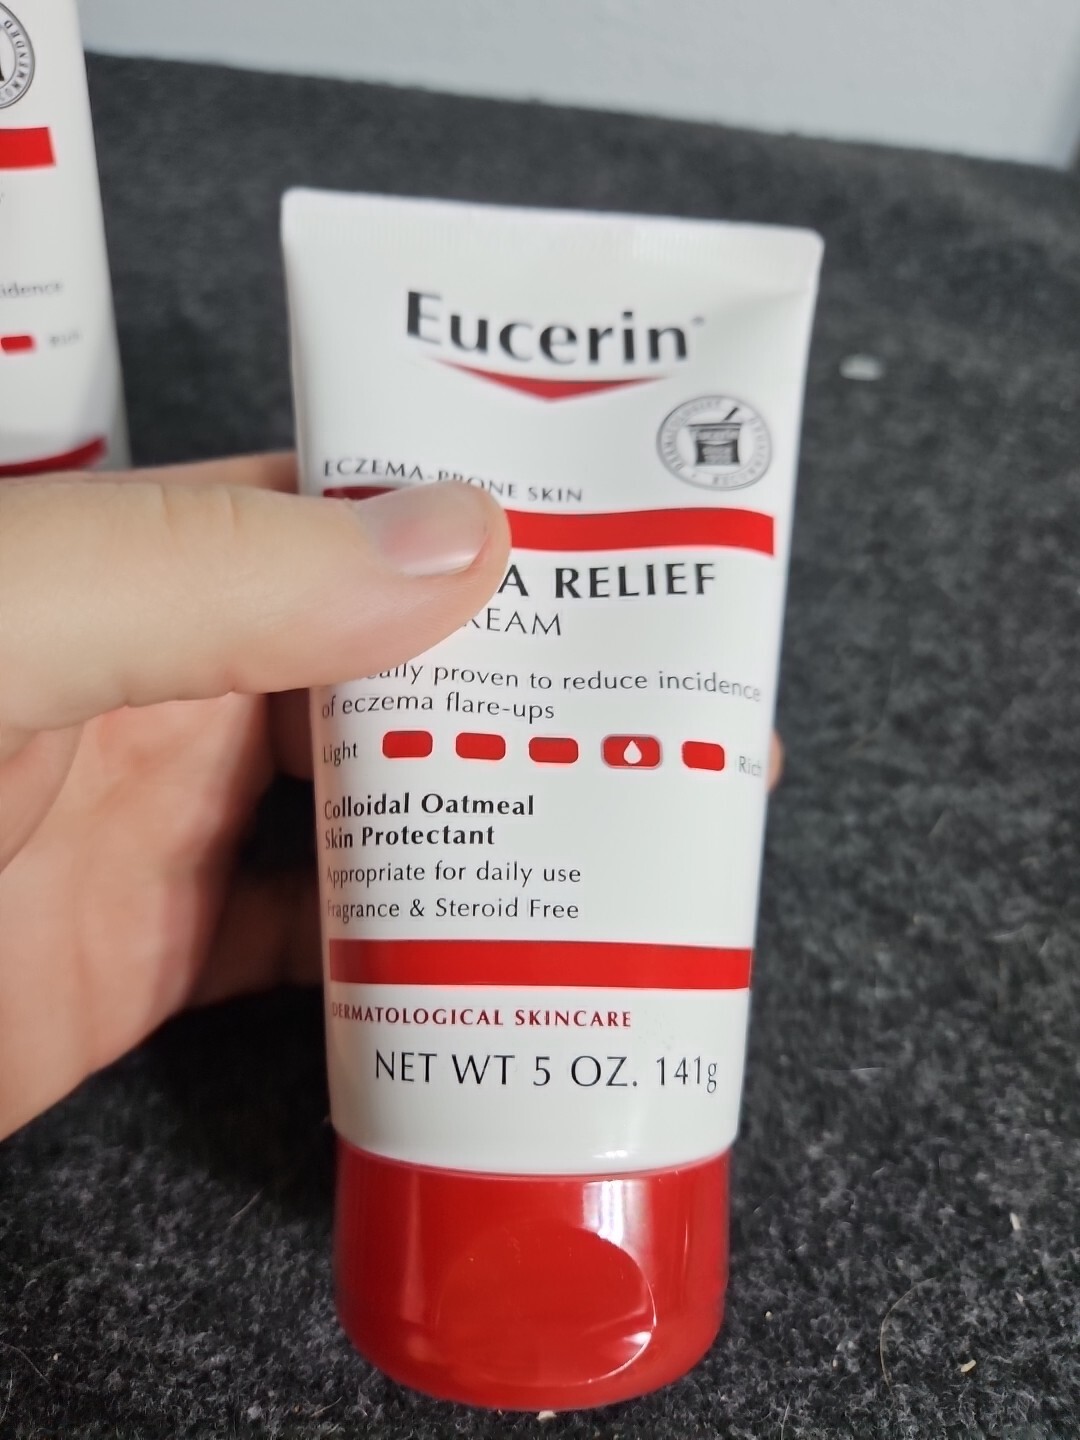 Eucerin
ECZEMA-PRONE SKIN
A RELIEF
proven to reduce incidence
of eczema flare-ups
Light
Rich
Colloidal Oatmeal
Skin Protectant
Appropriate for daily use
Fragrance & Steroid Free
DERMATOLOGICAL SKINCARE
NET WT 5 OZ. 141g